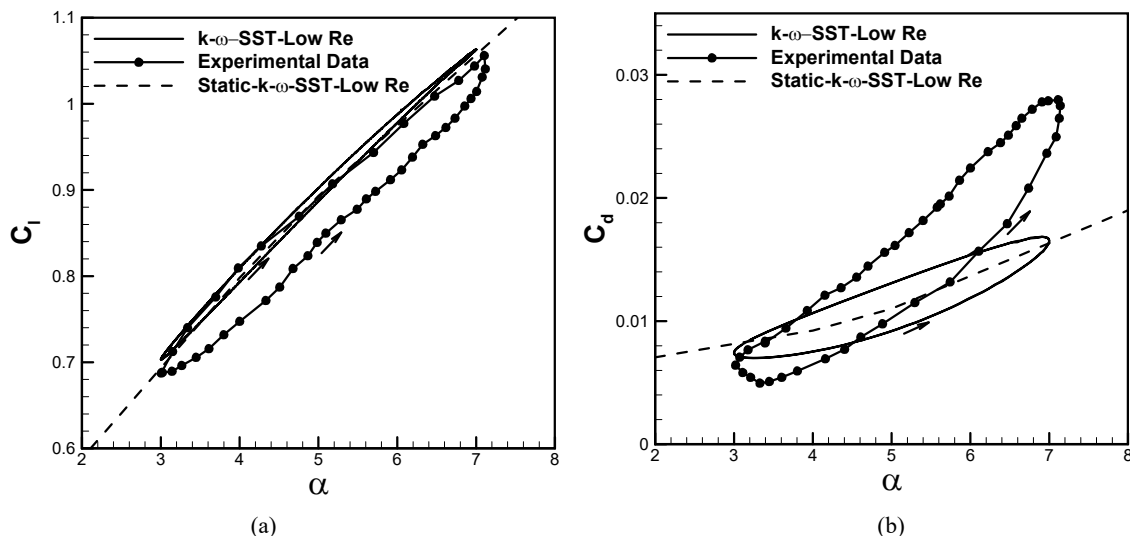 k-ω–SST-Low Re
Experimental Data
Static-k-ω-SST-Low Re
1.1
1
0.9
0.8
0.7
0.6
Cl
2 3 4 5 6 7 8
α
(a)
k-ω–SST-Low Re
Experimental Data
Static-k-ω-SST-Low Re
0.03
0.02
0.01
0
Cd
2 3 4 5 6 7 8
α
(b)